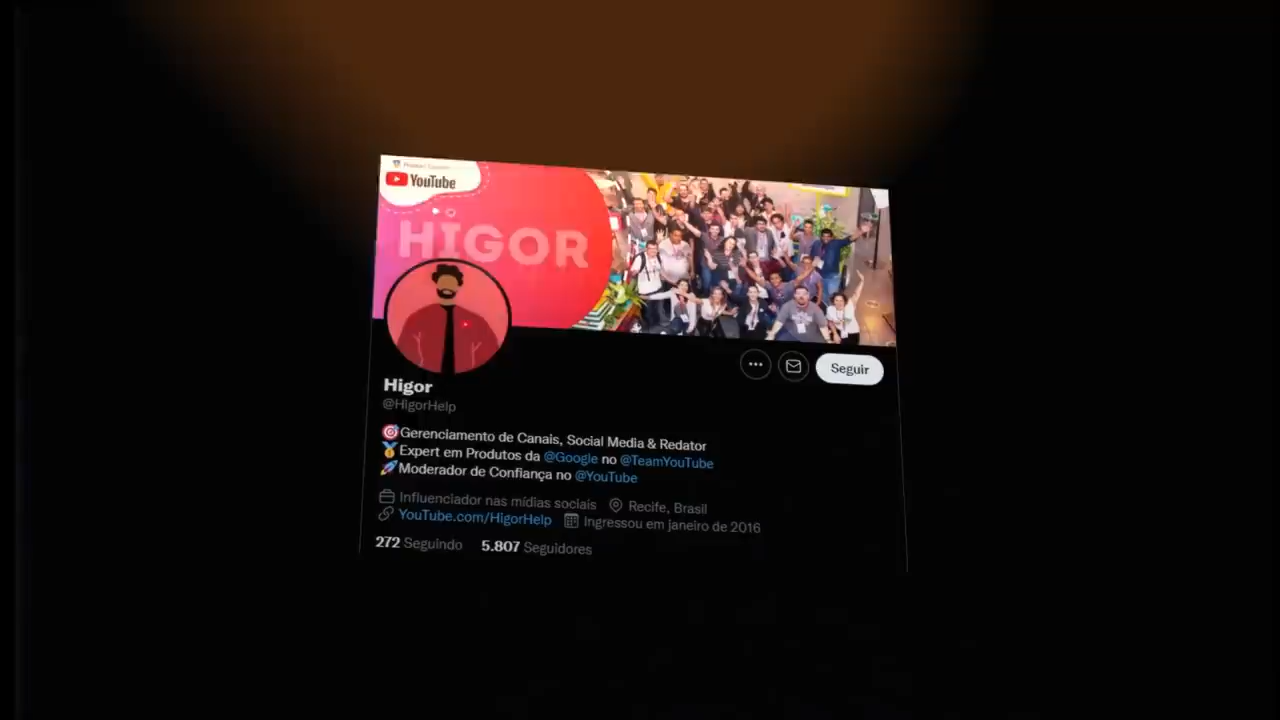 YouTube
HIGOR
Seguir
Higor
@HigorHelp
Gerenciamento de Canais, Social Media & Redator
Expert em Produtos da @Google no @TeamYouTube
Moderador de Confiança no @YouTube
Influenciador nas mídias sociais Recife, Brasil
YouTube.com/HigorHelp Ingressou em janeiro de 2016
272 Seguindo 5.807 Seguidores